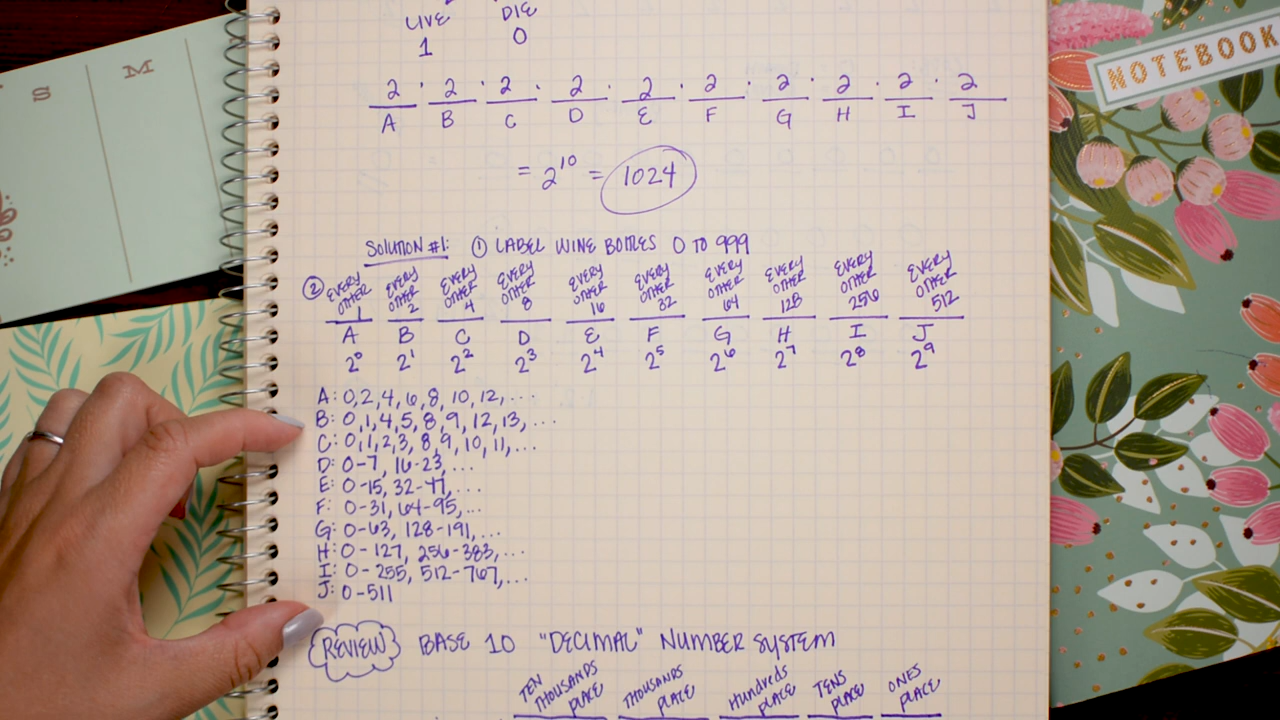 LIVE DIE
1 0
2 · 2 · 2 · 2 · 2 · 2 · 2 · 2 · 2 · 2
A B C D E F G H I J
= 2^10 = 1024
SOLUTION #1: ① LABEL WINE BOTTLES 0 TO 999
② EVERY OTHER 1 EVERY OTHER 2 EVERY OTHER 4 EVERY OTHER 8 EVERY OTHER 16 EVERY OTHER 32 EVERY OTHER 64 EVERY OTHER 128 EVERY OTHER 256 EVERY OTHER 512
A B C D E F G H I J
2^0 2^1 2^2 2^3 2^4 2^5 2^6 2^7 2^8 2^9
A: 0,2,4,6,8,10,12,...
B: 0,1,4,5,8,9,12,13,...
C: 0,1,2,3,8,9,10,11,...
D: 0-7, 16-23,...
E: 0-15, 32-47,...
F: 0-31, 64-95,...
G: 0-63, 128-191,...
H: 0-127, 256-383,...
I: 0-255, 512-767,...
J: 0-511
REVIEW BASE 10 "DECIMAL" NUMBER SYSTEM
TEN THOUSANDS PLACE THOUSANDS PLACE HUNDREDS PLACE TENS PLACE ONES PLACE
S M
NOTEBOOK